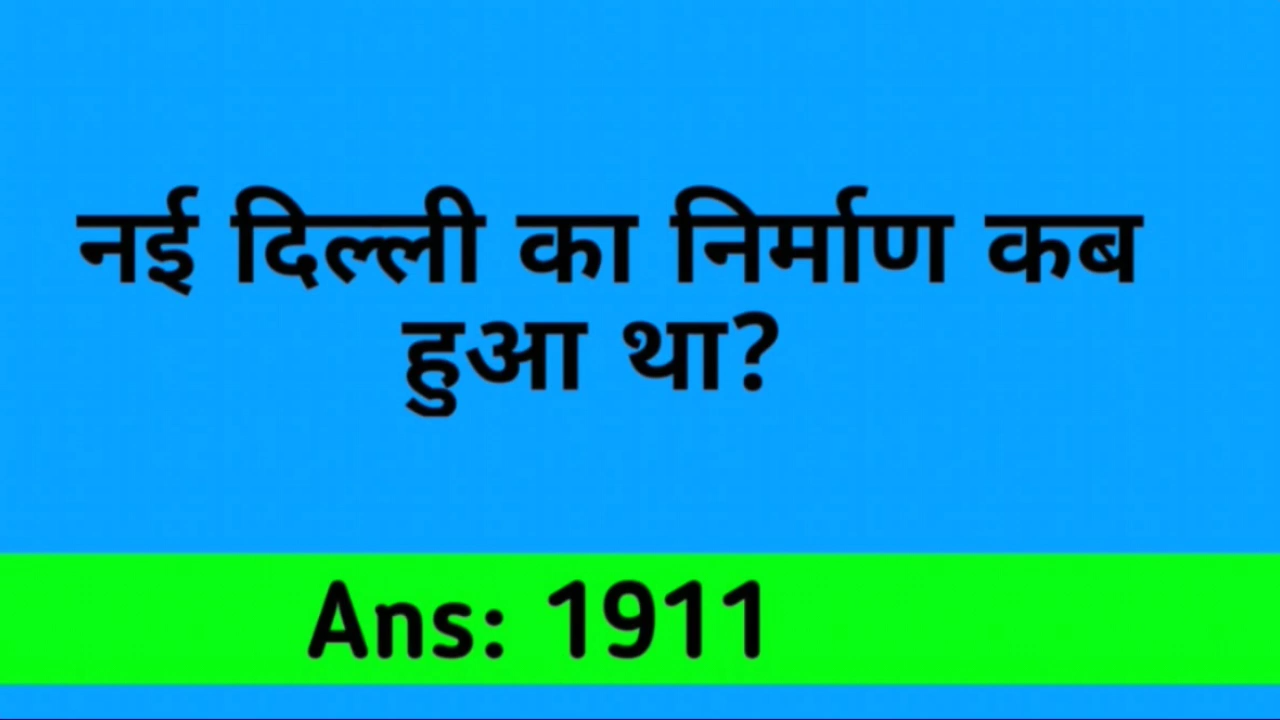 नई दिल्ली का निर्माण कब
हुआ था?
Ans: 1911